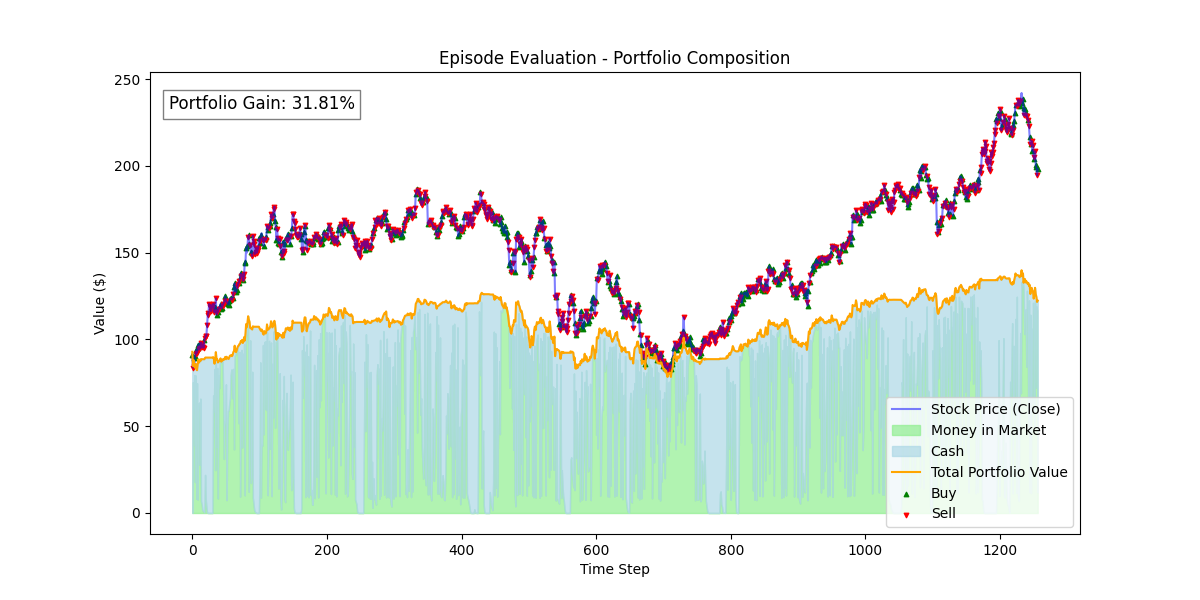 Episode Evaluation - Portfolio Composition
Portfolio Gain: 31.81%
250
200
150
100
50
0
Value ($)
0
200
400
600
800
1000
1200
Time Step
Stock Price (Close)
Money in Market
Cash
Total Portfolio Value
Buy
Sell